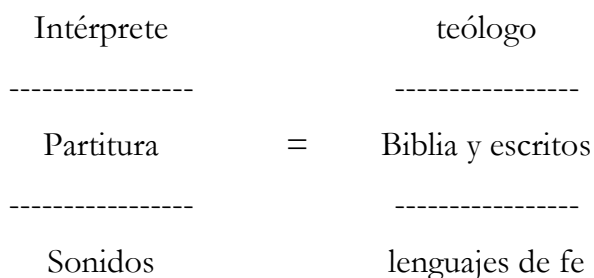 Intérprete teólogo
----------------- -----------------
Partitura = Biblia y escritos
----------------- -----------------
Sonidos lenguajes de fe